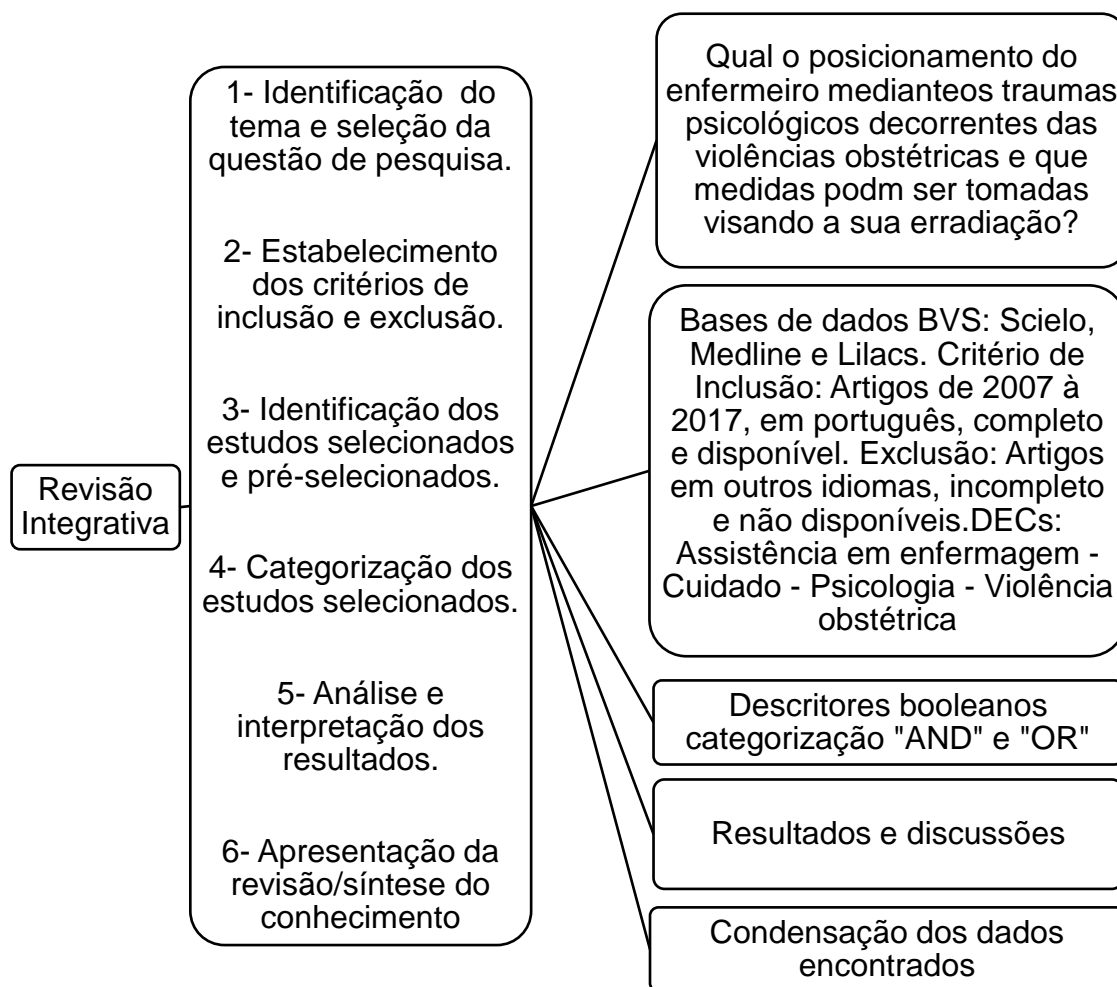 Revisão
Integrativa
1- Identificação do
tema e seleção da
questão de pesquisa.
2- Estabelecimento
dos critérios de
inclusão e exclusão.
3- Identificação dos
estudos selecionados
e pré-selecionados.
4- Categorização dos
estudos selecionados.
5- Análise e
interpretação dos
resultados.
6- Apresentação da
revisão/síntese do
conhecimento
Qual o posicionamento do
enfermeiro medianteos traumas
psicológicos decorrentes das
violências obstétricas e que
medidas podm ser tomadas
visando a sua erradiação?
Bases de dados BVS: Scielo,
Medline e Lilacs. Critério de
Inclusão: Artigos de 2007 à
2017, em português, completo
e disponível. Exclusão: Artigos
em outros idiomas, incompleto
e não disponíveis.DECs:
Assistência em enfermagem -
Cuidado - Psicologia - Violência
obstétrica
Descritores booleanos
categorização "AND" e "OR"
Resultados e discussões
Condensação dos dados
encontrados